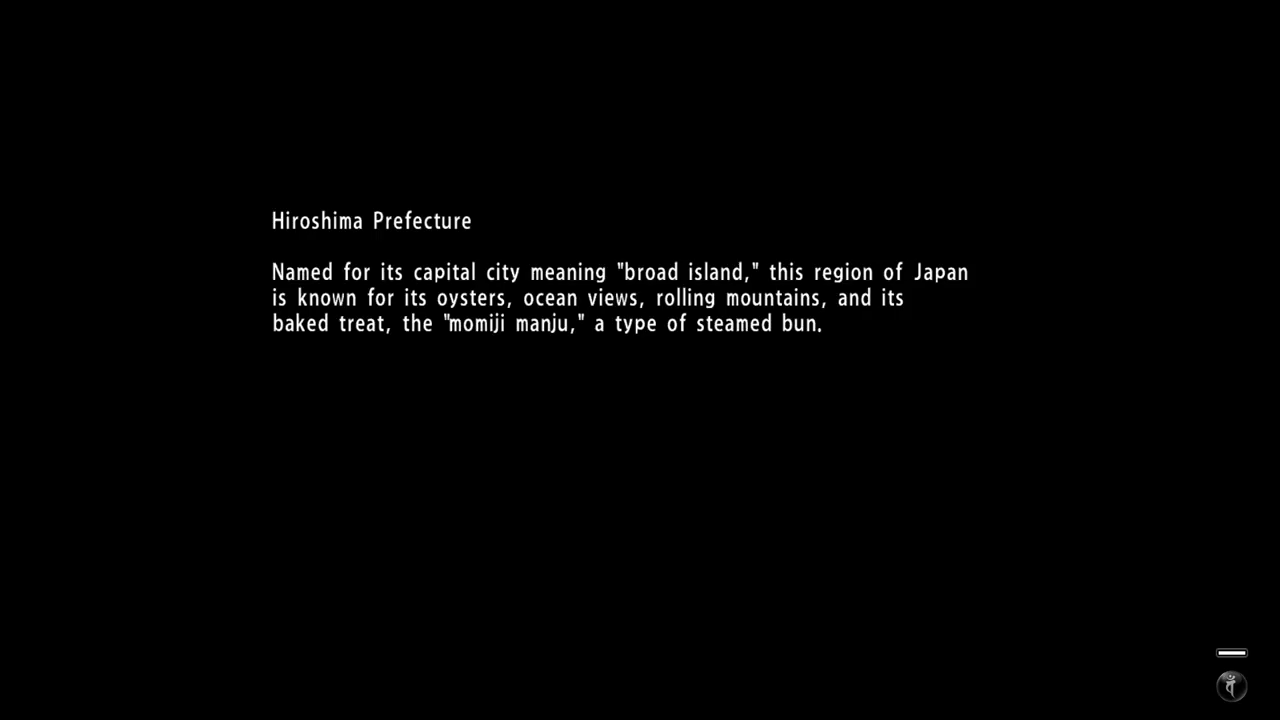 Hiroshima Prefecture
Named for its capital city meaning "broad island," this region of Japan
is known for its oysters, ocean views, rolling mountains, and its
baked treat, the "momiji manju," a type of steamed bun.